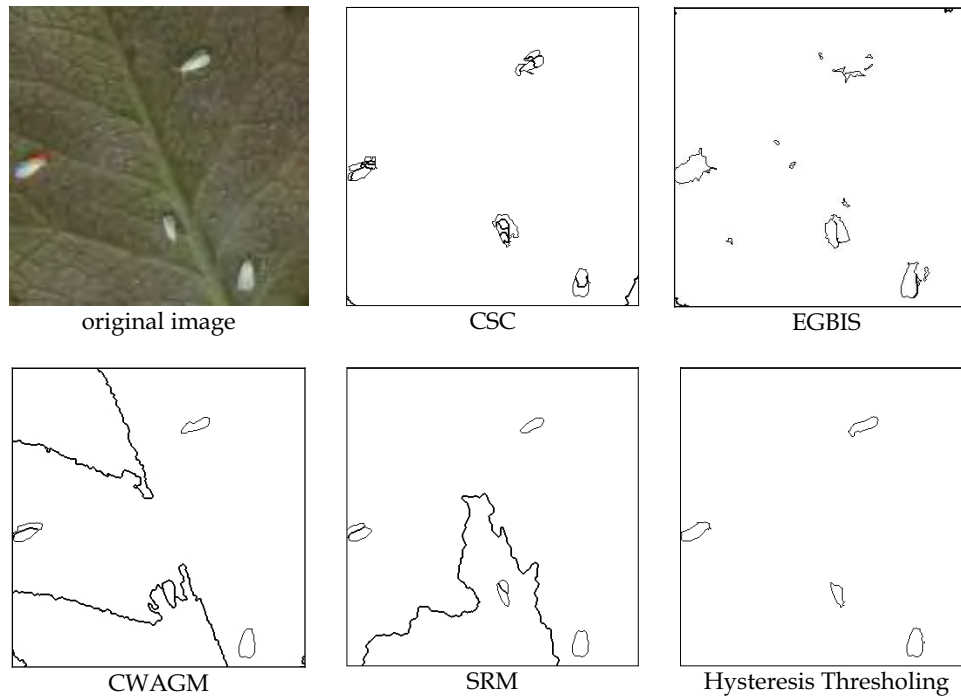 original image
CSC
EGBIS
CWAGM
SRM
Hysteresis Thresholing